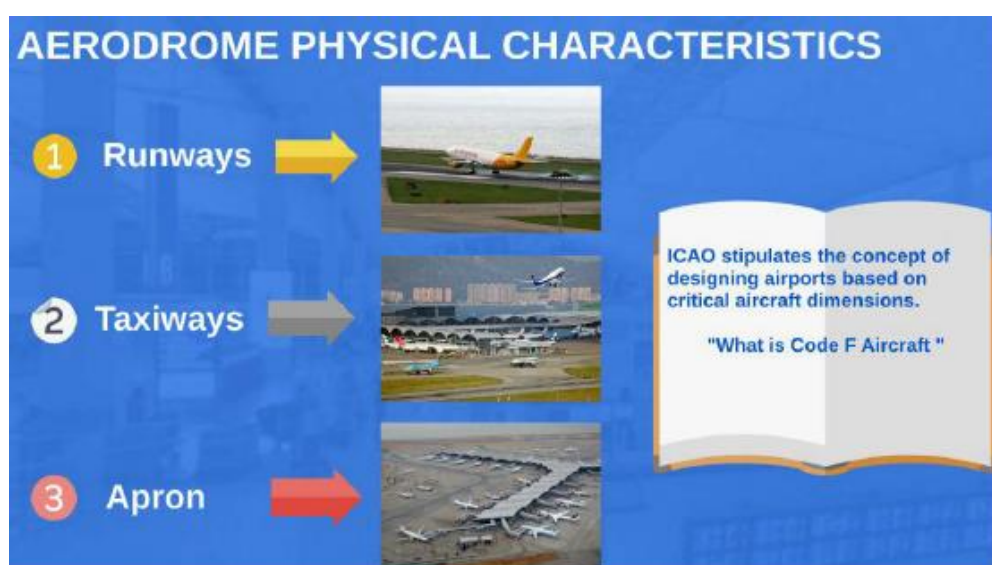 AERODROME PHYSICAL CHARACTERISTICS
1 Runways
2 Taxiways
3 Apron
ICAO stipulates the concept of
designing airports based on
critical aircraft dimensions.
"What is Code F Aircraft "